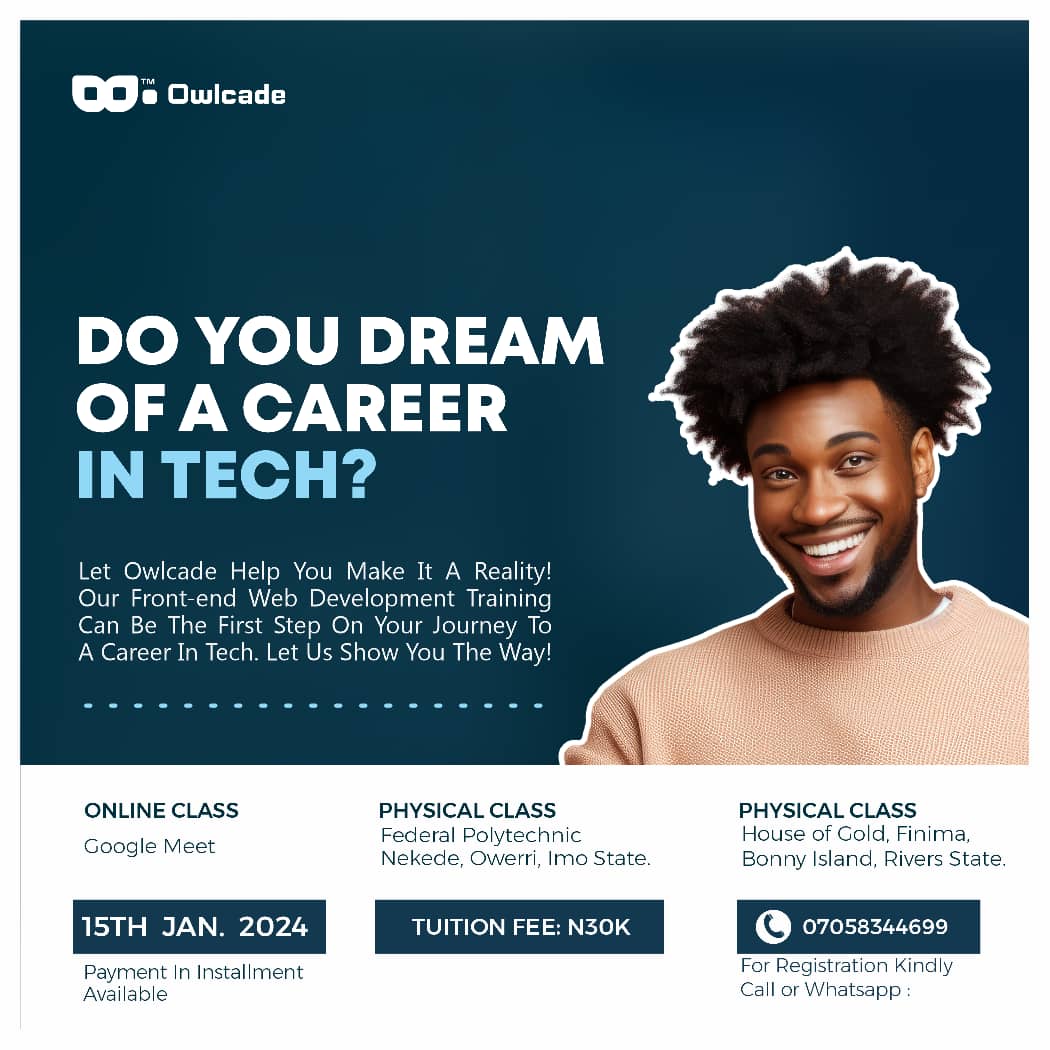 ™ Owlcade
DO YOU DREAM
OF A CAREER
IN TECH?
Let Owlcade Help You Make It A Reality!
Our Front-end Web Development Training
Can Be The First Step On Your Journey To
A Career In Tech. Let Us Show You The Way!
ONLINE CLASS
Google Meet
PHYSICAL CLASS
Federal Polytechnic
Nekede, Owerri, Imo State.
PHYSICAL CLASS
House of Gold, Finima,
Bonny Island, Rivers State.
15TH JAN. 2024
Payment In Installment
Available
TUITION FEE: N30K
07058344699
For Registration Kindly
Call or Whatsapp :